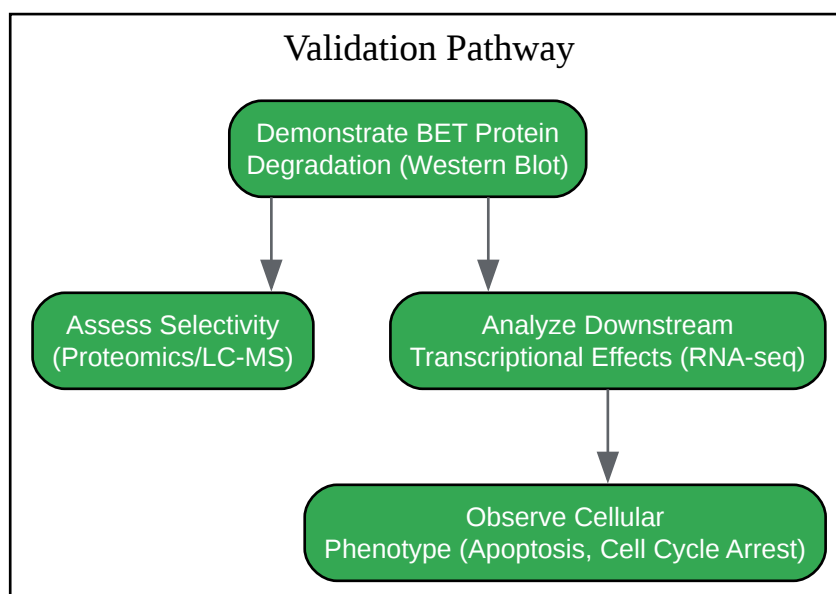 Validation Pathway
Demonstrate BET Protein
Degradation (Western Blot)
Assess Selectivity
(Proteomics/LC-MS)
Analyze Downstream
Transcriptional Effects (RNA-seq)
Observe Cellular
Phenotype (Apoptosis, Cell Cycle Arrest)